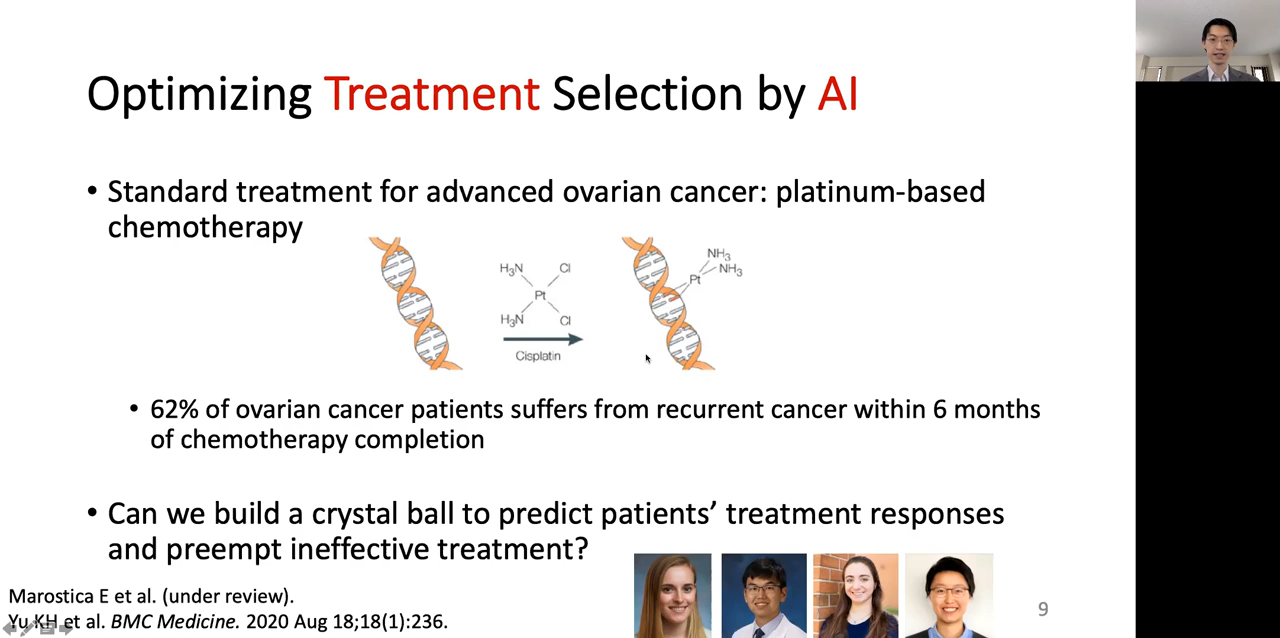 Optimizing Treatment Selection by AI
• Standard treatment for advanced ovarian cancer: platinum-based
chemotherapy
H₃N Cl
Pt
H₃N Cl
Cisplatin
NH₃
Pt NH₃
• 62% of ovarian cancer patients suffers from recurrent cancer within 6 months
of chemotherapy completion
• Can we build a crystal ball to predict patients’ treatment responses
and preempt ineffective treatment?
Marostica E et al. (under review).
Yu KH et al. BMC Medicine. 2020 Aug 18;18(1):236.
9